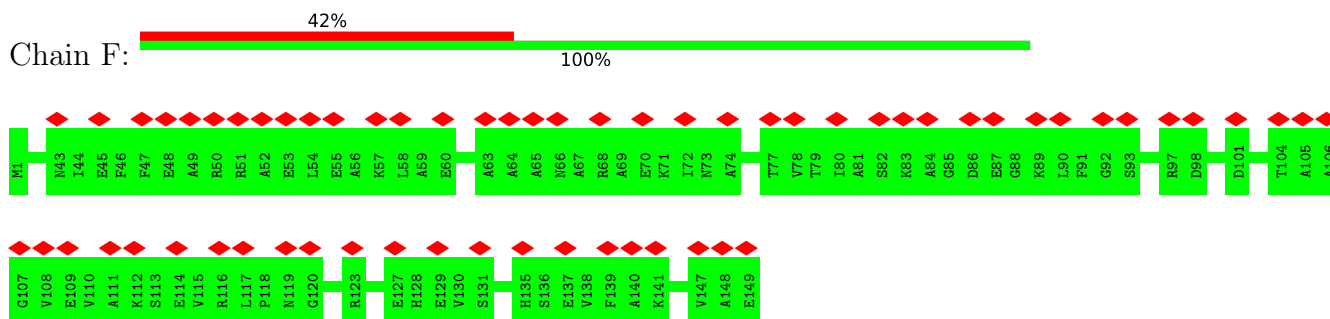 42%
Chain F:
100%
M1 N43 I44 E45 F46 F47 E48 A49 R50 R51 A52 E53 L54 E55 A56 K57 L58 A59 E60 A63 A64 A65 N66 A67 R68 A69 E70 K71 I72 N73 A74 T77 V78 T79 I80 A81 S82 K83 A84 G85 D86 E87 G88 K89 L90 F91 G92 S93 R97 D98 D101 T104 A105 A106
G107 V108 E109 V110 A111 K112 S113 E114 V115 R116 L117 P118 N119 G120 R123 E127 H128 E129 V130 S131 H135 S136 E137 V138 F139 A140 K141 V147 A148 E149